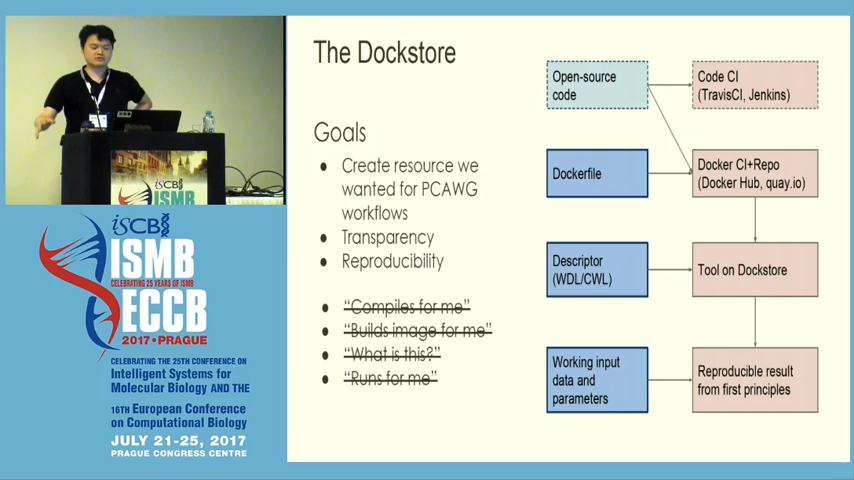 The Dockstore
Goals
● Create resource we
wanted for PCAWG
workflows
● Transparency
● Reproducibility
● "Compiles for me"
● "Builds image for me"
● "What is this?"
● "Runs for me"
Open-source
code
Code CI
(TravisCI, Jenkins)
Dockerfile
Docker CI+Repo
(Docker Hub, quay.io)
Descriptor
(WDL/CWL)
Tool on Dockstore
Working input
data and
parameters
Reproducible result
from first principles
iSCB
ISMB
iSCB
ISMB
CELEBRATING 25 YEARS OF ISMB
ECCB
2017 • PRAGUE
CELEBRATING THE 25TH CONFERENCE ON
Intelligent Systems for
Molecular Biology AND THE
16TH European Conference
on Computational Biology
JULY 21-25, 2017
PRAGUE CONGRESS CENTRE